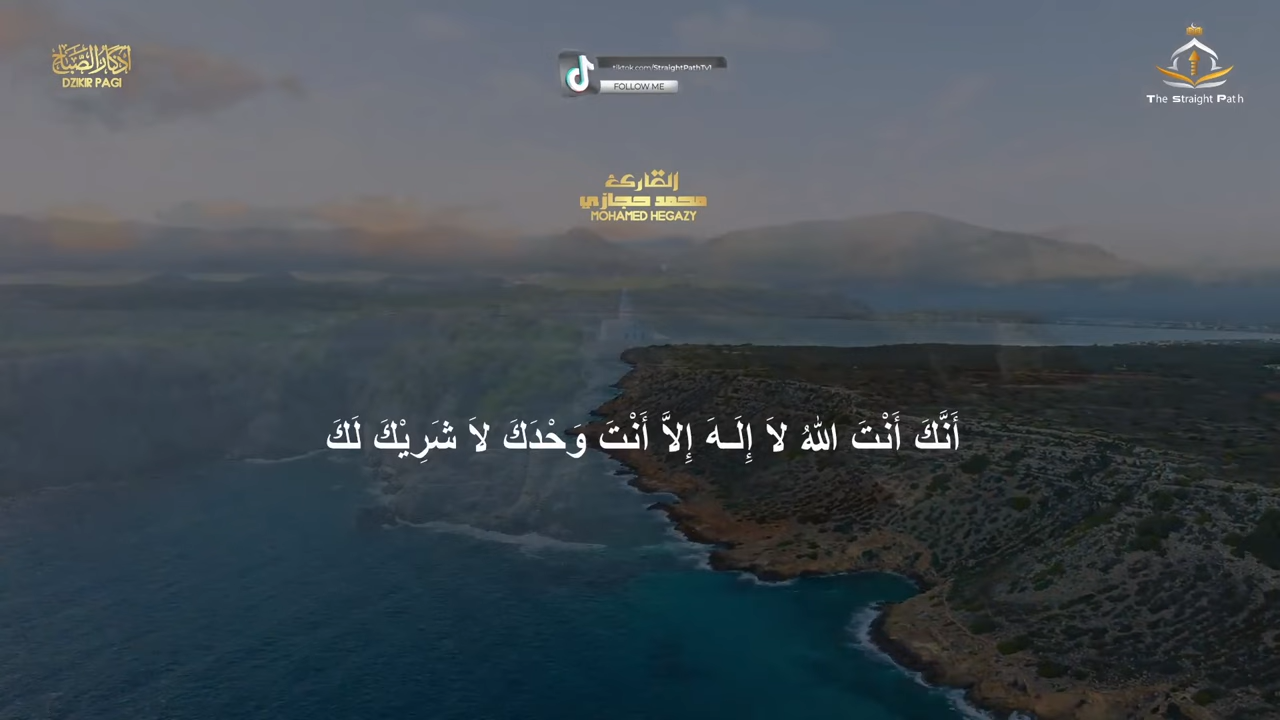 أذكار الصباح
DZIKIR PAGI
tiktok.com/StraightPathTv1
FOLLOW ME
The Straight Path
القارئ
محمد حجازي
MOHAMED HEGAZY
أَنَّكَ أَنْتَ اللهُ لاَ إِلَـهَ إِلاَّ أَنْتَ وَحْدَكَ لاَ شَرِيْكَ لَكَ